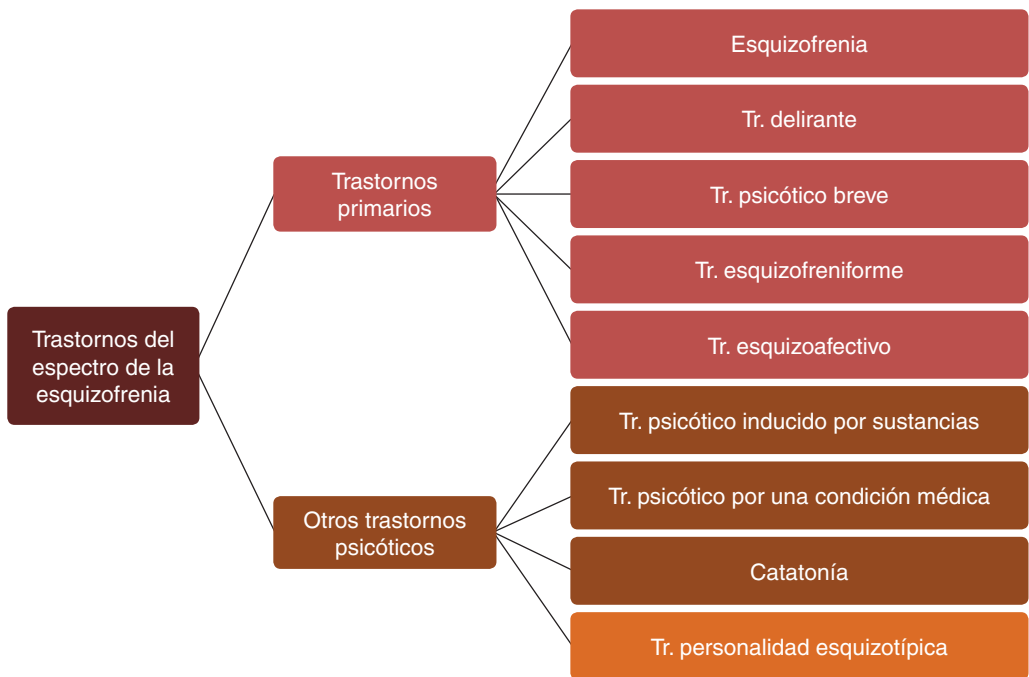 Esquizofrenia
Tr. delirante
Trastornos
primarios
Tr. psicótico breve
Tr. esquizofreniforme
Trastornos del
espectro de la
esquizofrenia
Tr. esquizoafectivo
Tr. psicótico inducido por sustancias
Otros trastornos
psicóticos
Tr. psicótico por una condición médica
Catatonía
Tr. personalidad esquizotípica